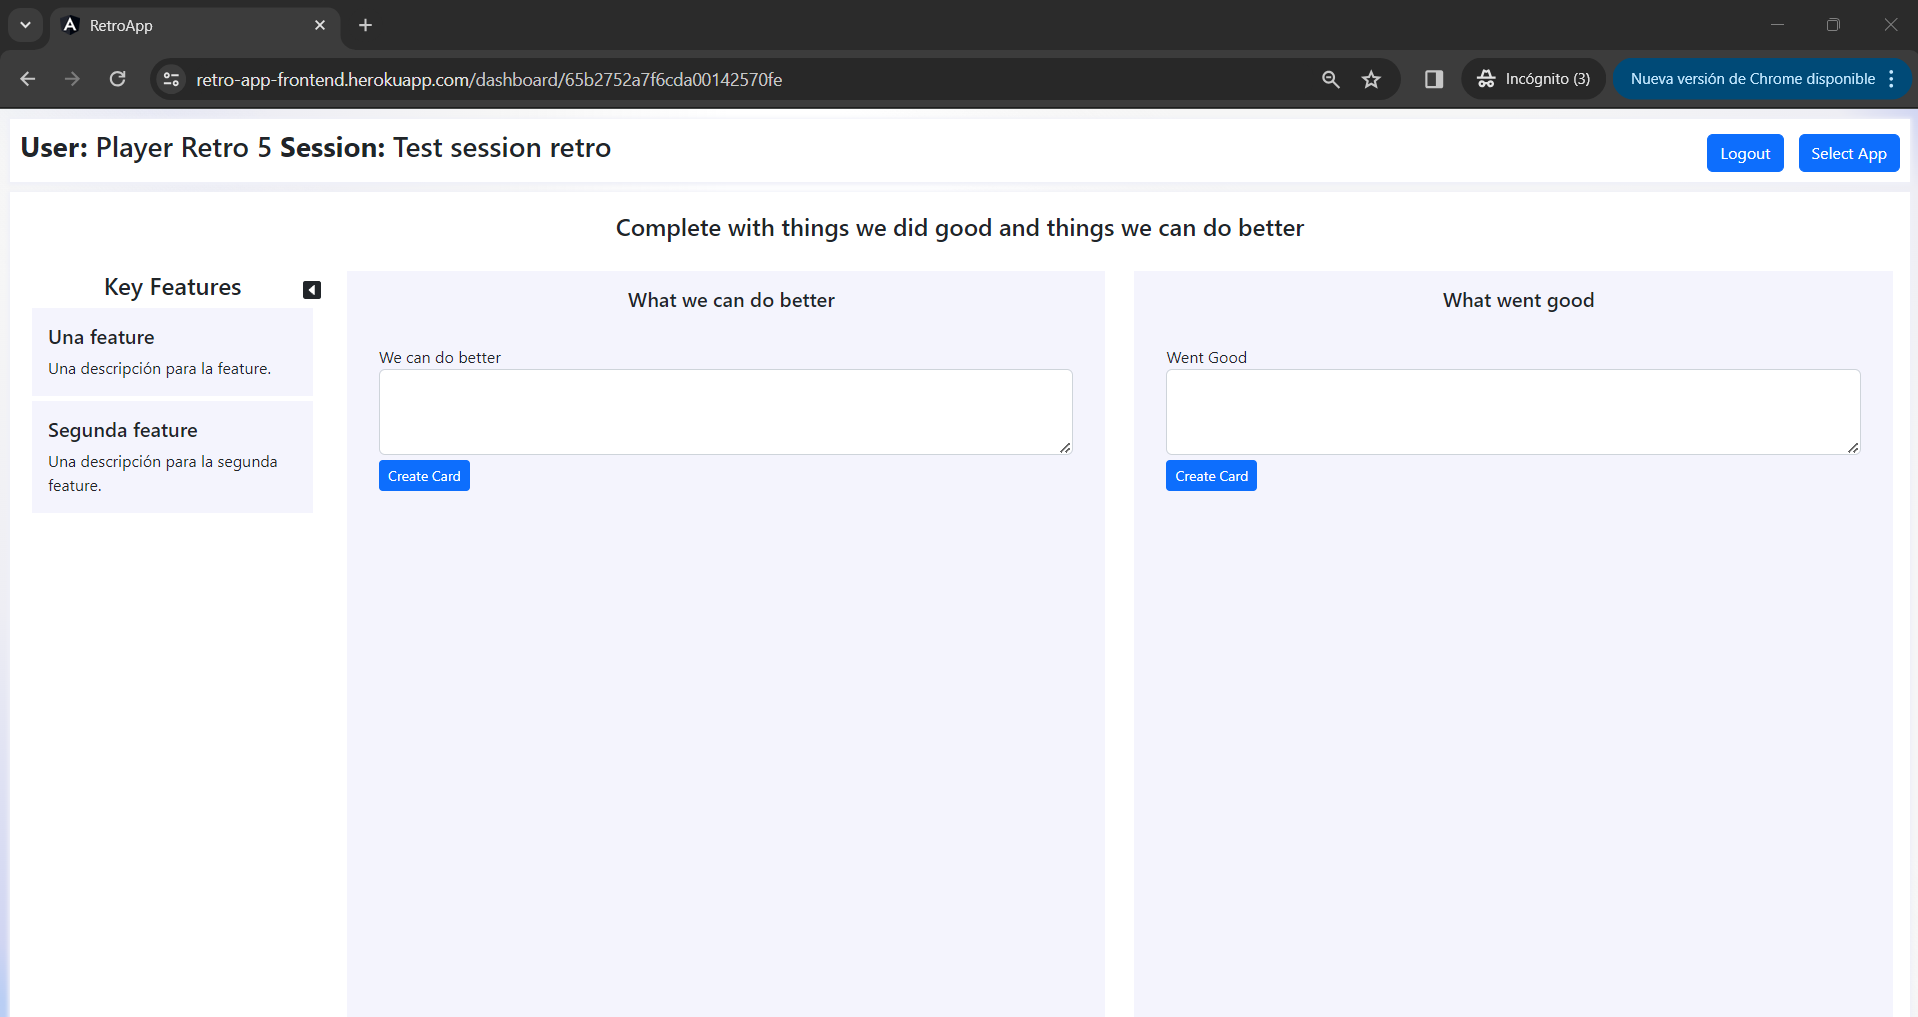 RetroApp
retro-app-frontend.herokuapp.com/dashboard/65b2752a7f6cda00142570fe
Incógnito (3)
Nueva versión de Chrome disponible
User: Player Retro 5 Session: Test session retro
Logout
Select App
Complete with things we did good and things we can do better
Key Features
Una feature
Una descripción para la feature.
Segunda feature
Una descripción para la segunda
feature.
What we can do better
We can do better
Create Card
What went good
Went Good
Create Card